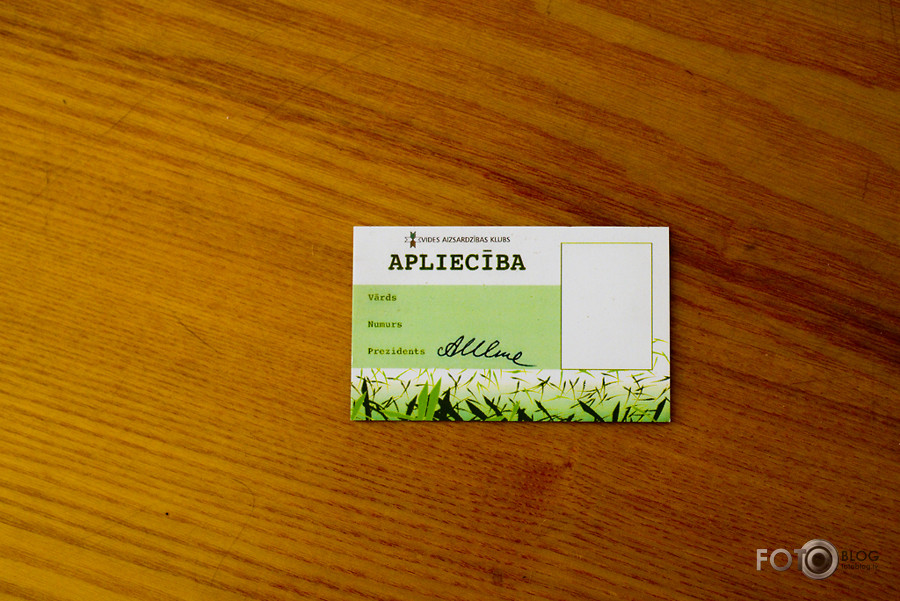 VIDES AIZSARDZĪBAS KLUBS
APLIECĪBA
Vārds
Numurs
Prezidents
FOTO BLOG